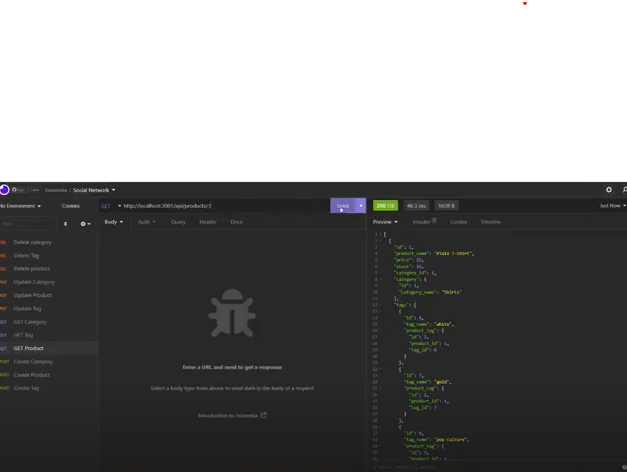 Insomnia / Social Network
No Environment
Cookies
GET http://localhost:3001/api/products/1
Send
200 OK
46.3 ms
1639 B
Just Now
Filter
Body
Auth
Query
Header
Docs
Preview
Header
Cookie
Timeline
DEL Delete category
DEL Delete Tag
DEL Delete product
PUT Update Category
PUT Update Product
PUT Update Tag
GET GET Category
GET GET Tag
GET GET Product
POST Create Category
POST Create Product
POST Create Tag
Enter a URL and send to get a response
Select a body type from above to send data in the body of a request
Introduction to Insomnia
1 [
2 {
3 "id": 1,
4 "product_name": "Plain T-Shirt",
5 "price": 15,
6 "stock": 14,
7 "category_id": 1,
8 "category": {
9 "id": 1,
10 "category_name": "Shirts"
11 },
12 "tags": [
13 {
14 "id": 6,
15 "tag_name": "white",
16 "product_tag": {
17 "id": 1,
18 "product_id": 1,
19 "tag_id": 6
20 }
21 },
22 {
23 "id": 7,
24 "tag_name": "gold",
25 "product_tag": {
26 "id": 2,
27 "product_id": 1,
28 "tag_id": 7
29 }
30 },
31 {
32 "id": 8,
33 "tag_name": "pop culture",
34 "product_tag": {
35 "id": 3,
36 "product_id": 1,